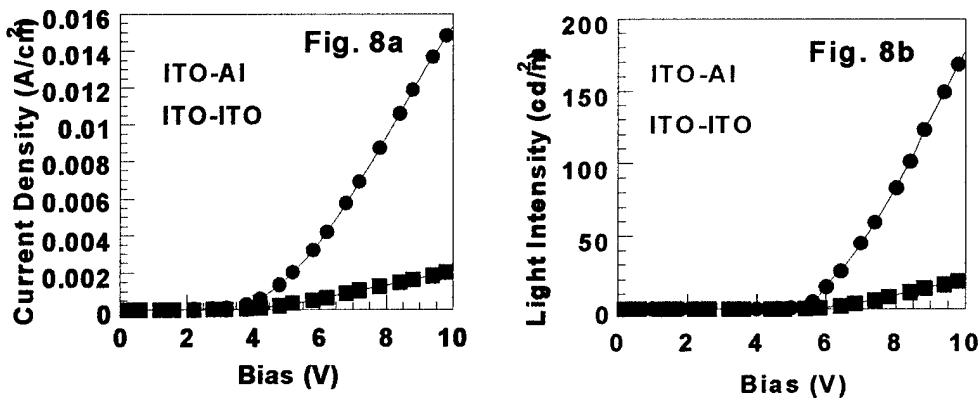 Fig. 8a
ITO-Al
ITO-ITO
Current Density (A/cm²)
0.016
0.014
0.012
0.01
0.008
0.006
0.004
0.002
0
0 2 4 6 8 10
Bias (V)
Fig. 8b
ITO-Al
ITO-ITO
Light Intensity (cd/m²)
200
150
100
50
0
0 2 4 6 8 10
Bias (V)